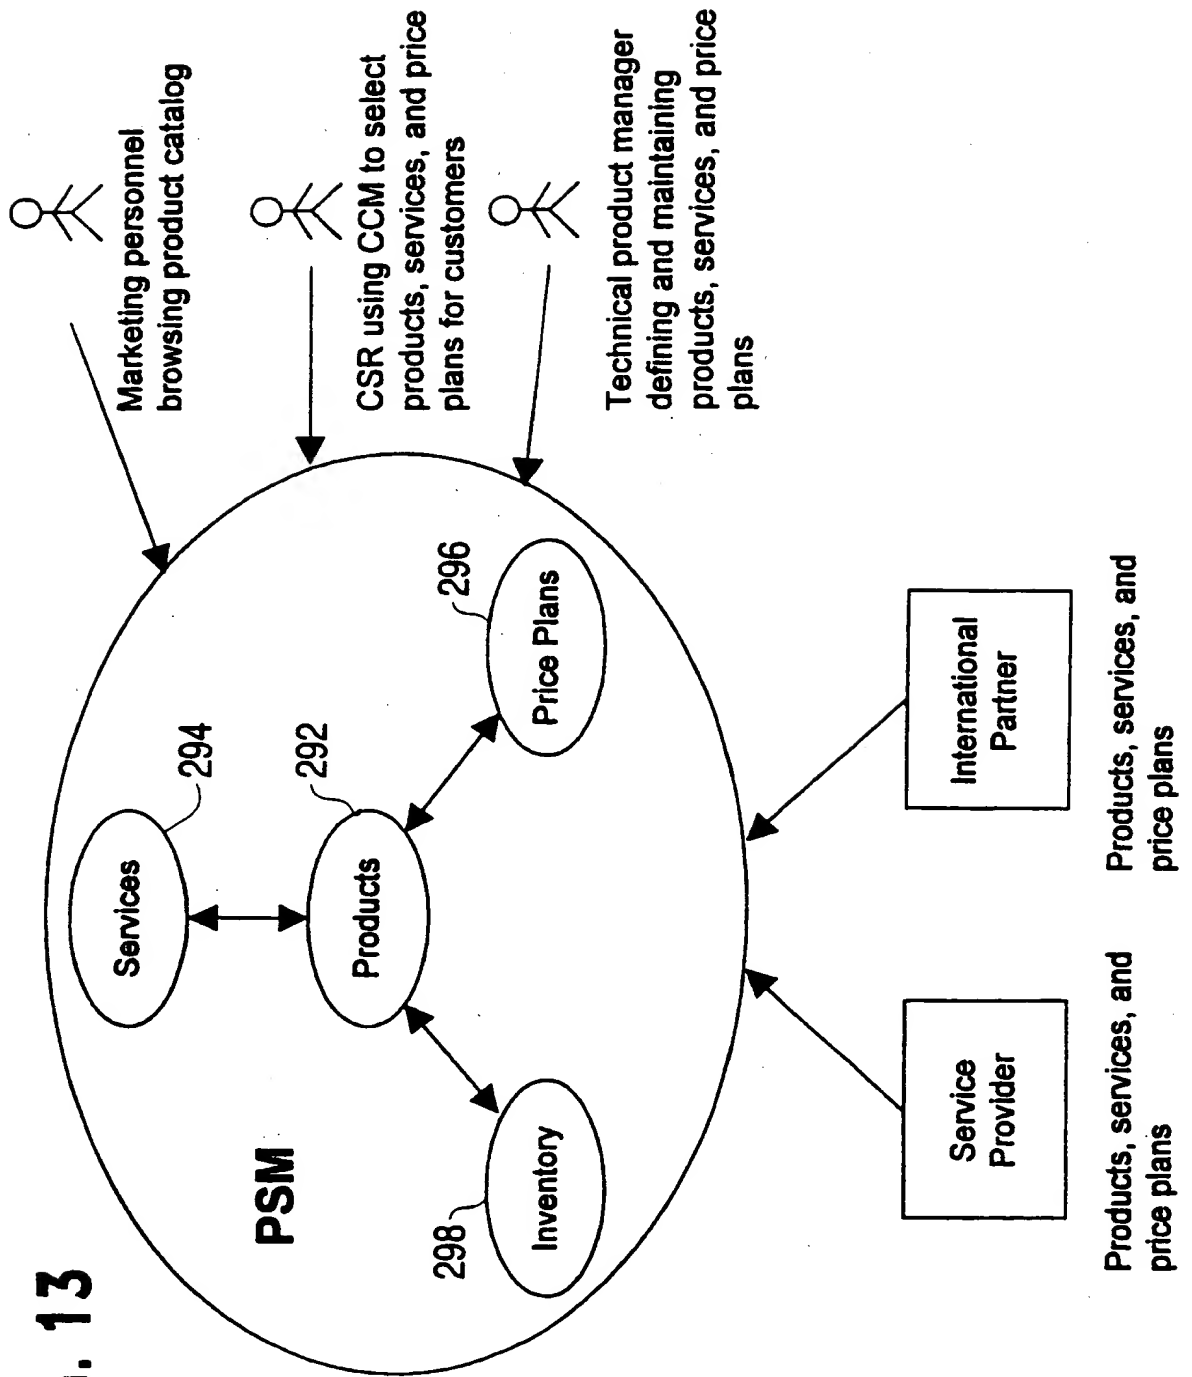 . 13
PSM
Services
294
Products
292
Price Plans
296
Inventory
298
Marketing personnel
browsing product catalog
CSR using CCM to select
products, services, and price
plans for customers
Technical product manager
defining and maintaining
products, services, and price
plans
Service
Provider
Products, services, and
price plans
International
Partner
Products, services, and
price plans